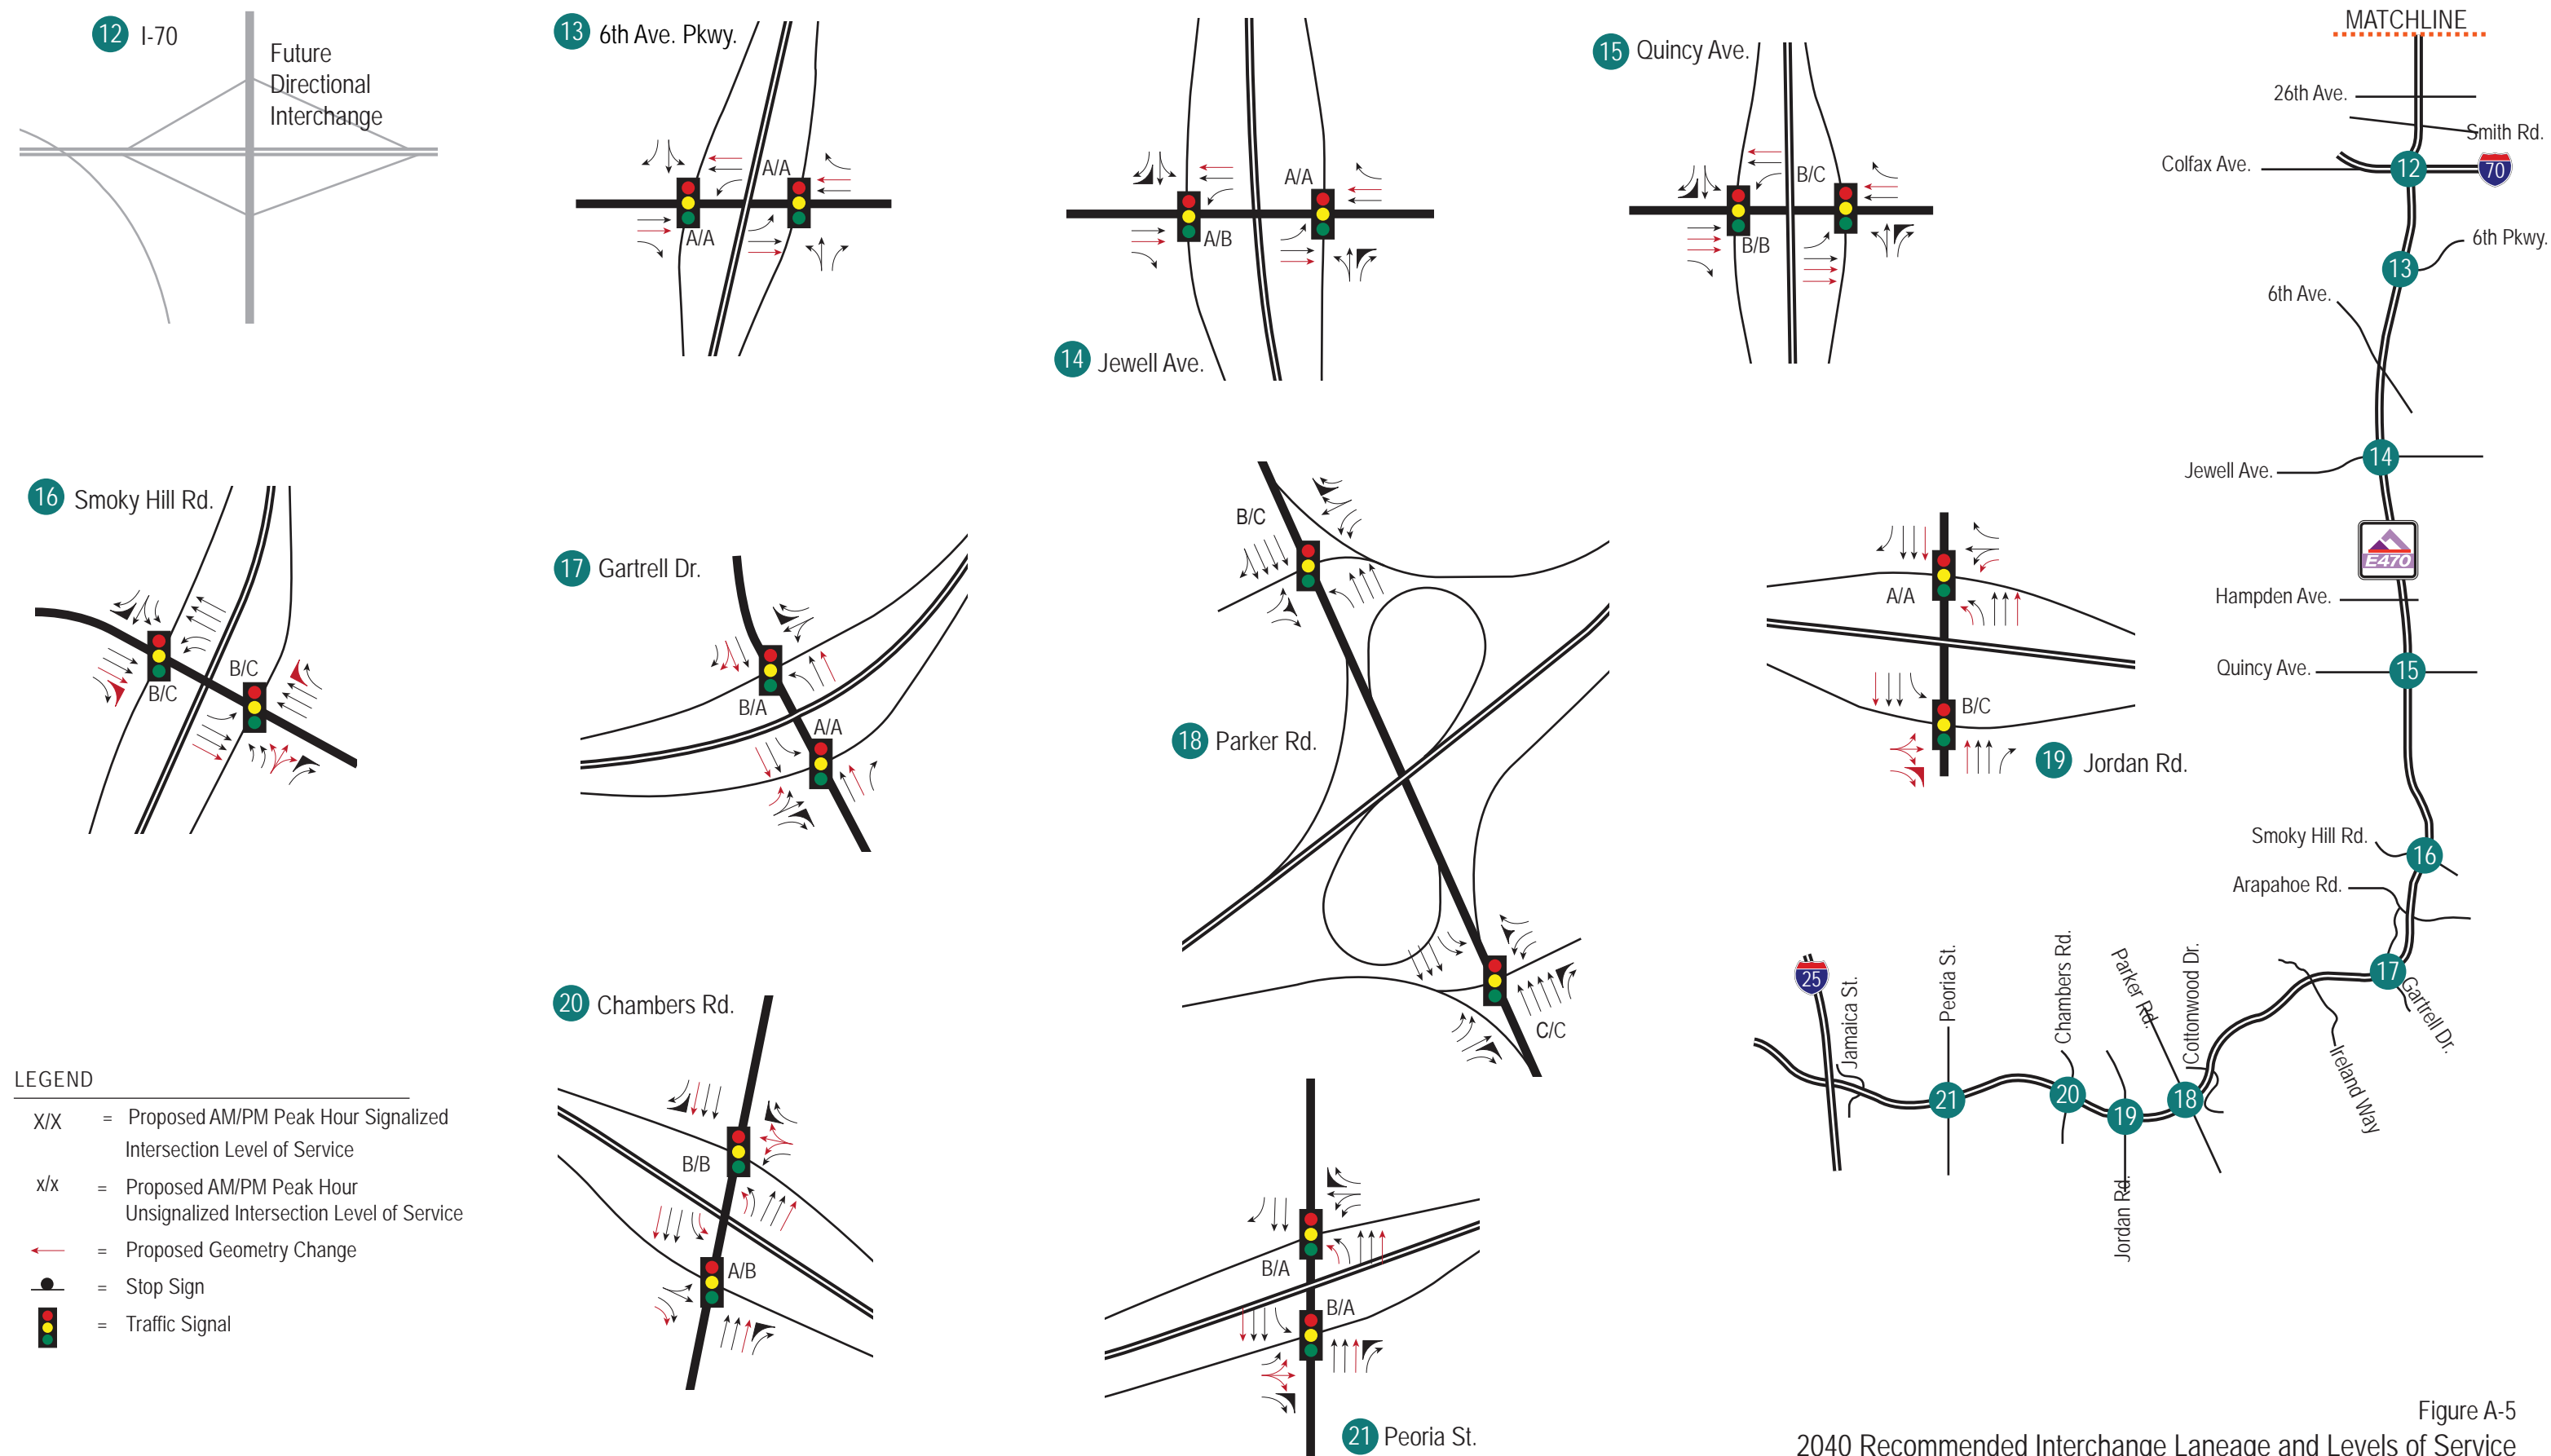 12 I-70
Future
Directional
Interchange
13 6th Ave. Pkwy.
A/A
A/A
14 Jewell Ave.
A/A
A/B
15 Quincy Ave.
B/C
B/B
16 Smoky Hill Rd.
B/C
B/C
17 Gartrell Dr.
B/A
A/A
18 Parker Rd.
B/C
C/C
19 Jordan Rd.
A/A
B/C
20 Chambers Rd.
B/B
A/B
21 Peoria St.
B/A
B/A
MATCHLINE
26th Ave.
Smith Rd.
Colfax Ave.
12
70
6th Pkwy.
13
6th Ave.
14
Jewell Ave.
E470
Hampden Ave.
Quincy Ave.
15
Smoky Hill Rd.
16
Arapahoe Rd.
17
Gartrell Dr.
Ireland Way
Cottonwood Dr.
Parker Rd.
18
Chambers Rd.
19
Jordan Rd.
20
Peoria St.
21
Jamaica St.
25
LEGEND
X/X = Proposed AM/PM Peak Hour Signalized
Intersection Level of Service
x/x = Proposed AM/PM Peak Hour
Unsignalized Intersection Level of Service
= Proposed Geometry Change
= Stop Sign
= Traffic Signal
Figure A-5
2040 Recommended Interchange Laneage and Levels of Service